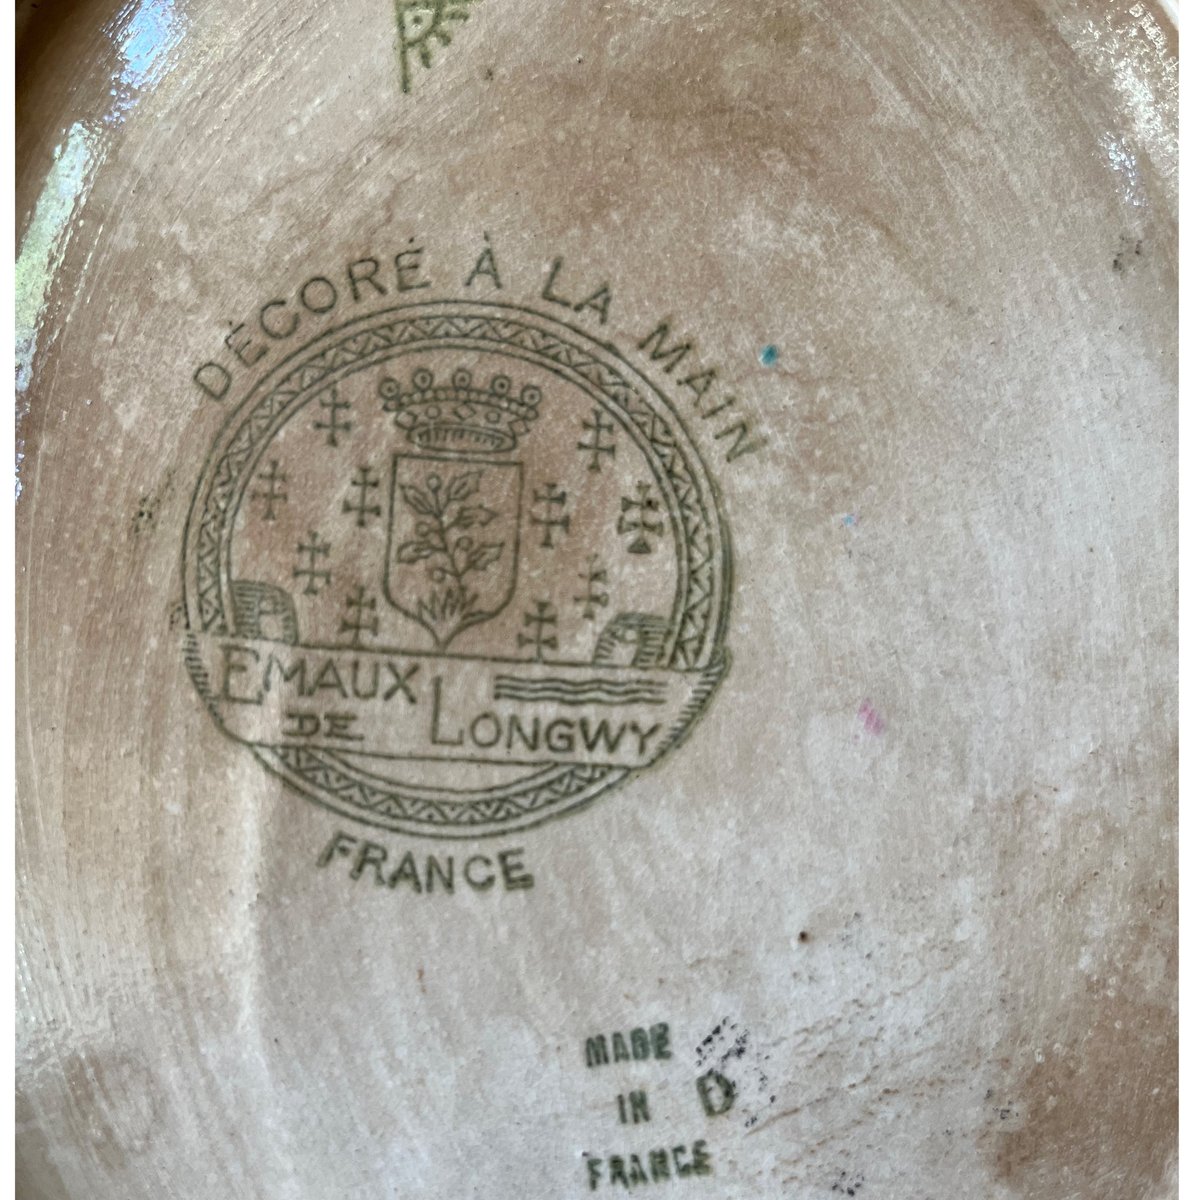 DÉCORÉ À LA MAIN
EMAUX
DE LONGWY
FRANCE
MADE
IN D
FRANCE